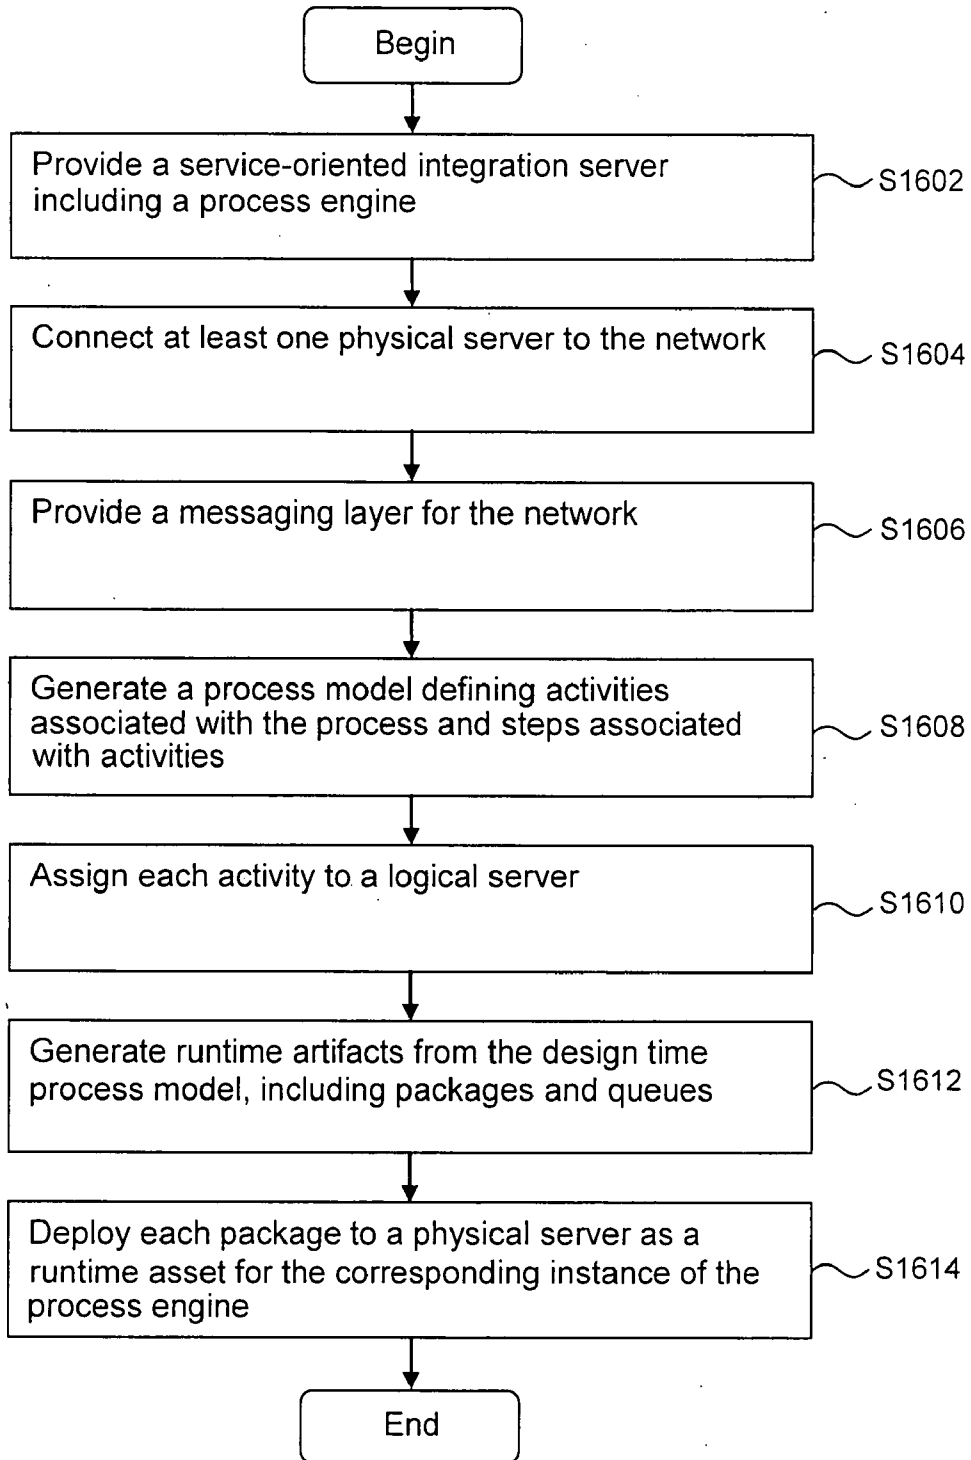 Begin
Provide a service-oriented integration server
including a process engine
S1602
Connect at least one physical server to the network
S1604
Provide a messaging layer for the network
S1606
Generate a process model defining activities
associated with the process and steps associated
with activities
S1608
Assign each activity to a logical server
S1610
Generate runtime artifacts from the design time
process model, including packages and queues
S1612
Deploy each package to a physical server as a
runtime asset for the corresponding instance of the
process engine
S1614
End